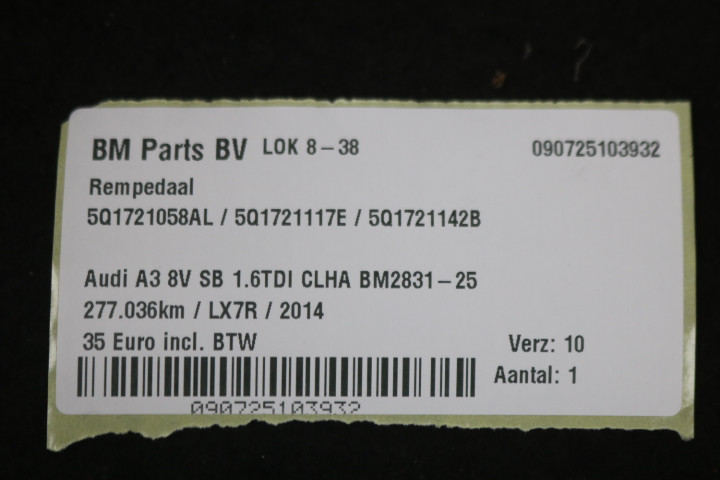 BM Parts BV LOK 8-38 090725103932
Rempedaal
5Q1721058AL / 5Q1721117E / 5Q1721142B
Audi A3 8V SB 1.6TDI CLHA BM2831-25
277.036km / LX7R / 2014
35 Euro incl. BTW Verz: 10
Aantal: 1
090725103932